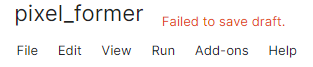 pixel_former
Failed to save draft.
File Edit View Run Add-ons Help